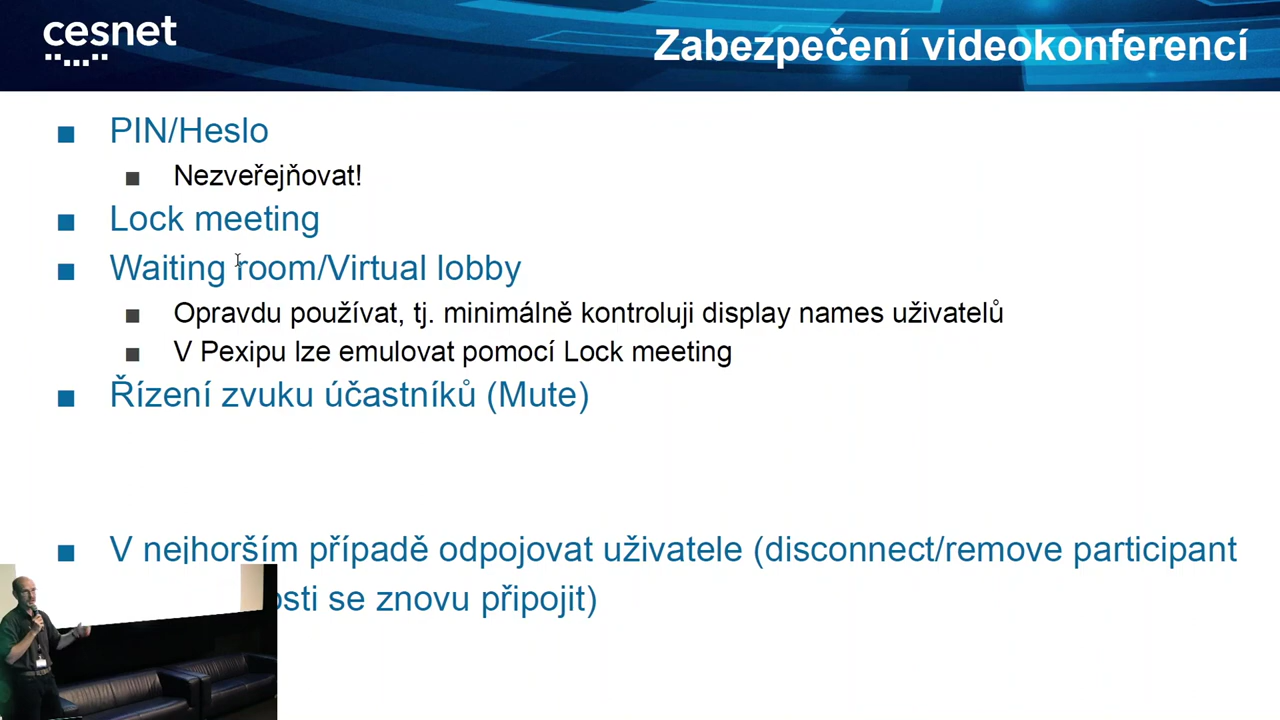 cesnet
Zabezpečení videokonferencí
PIN/Heslo
Nezveřejňovat!
Lock meeting
Waiting room/Virtual lobby
Opravdu používat, tj. minimálně kontroluji display names uživatelů
V Pexipu lze emulovat pomocí Lock meeting
Řízení zvuku účastníků (Mute)
V nejhorším případě odpojovat uživatele (disconnect/remove participant
se znovu připojit)